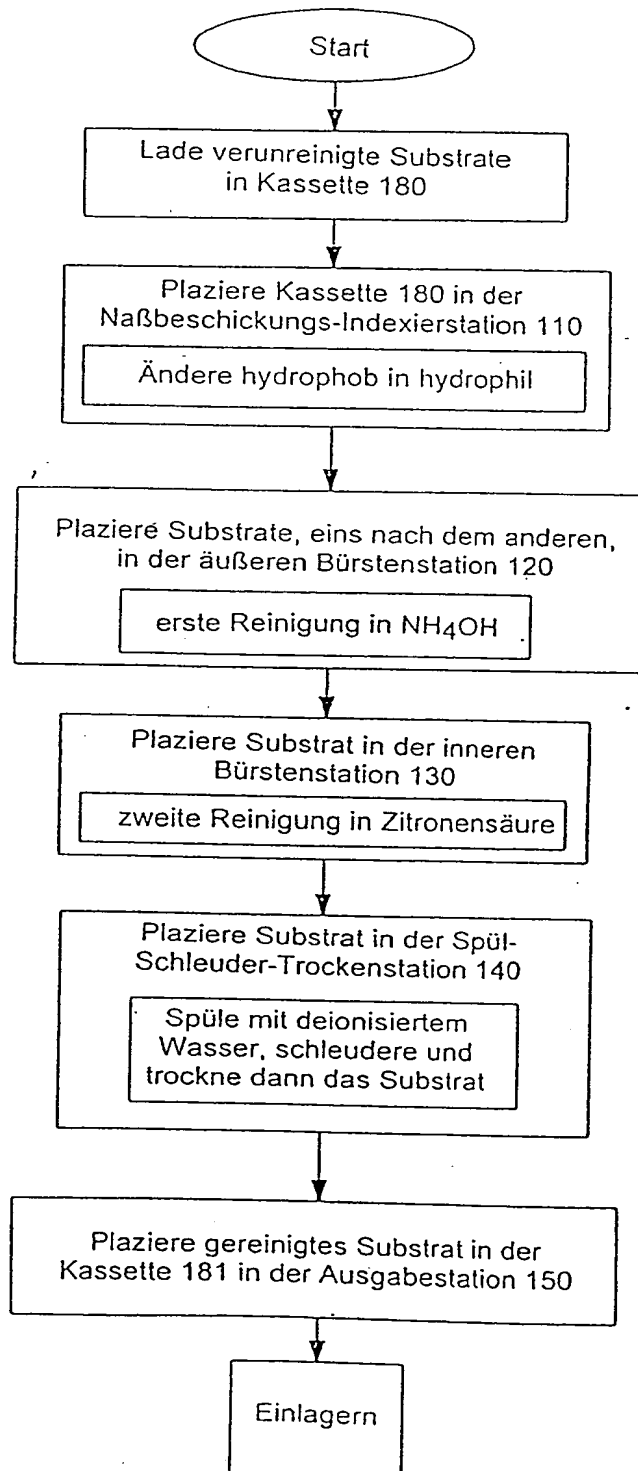 Start
Lade verunreinigte Substrate
in Kassette 180
Plaziere Kassette 180 in der
Naßbeschickungs-Indexierstation 110
Ändere hydrophob in hydrophil
Plaziere Substrate, eins nach dem anderen,
in der äußeren Bürstenstation 120
erste Reinigung in NH4OH
Plaziere Substrat in der inneren
Bürstenstation 130
zweite Reinigung in Zitronensäure
Plaziere Substrat in der Spül-
Schleuder-Trockenstation 140
Spüle mit deionisiertem
Wasser, schleudere und
trockne dann das Substrat
Plaziere gereinigtes Substrat in der
Kassette 181 in der Ausgabestation 150
Einlagern